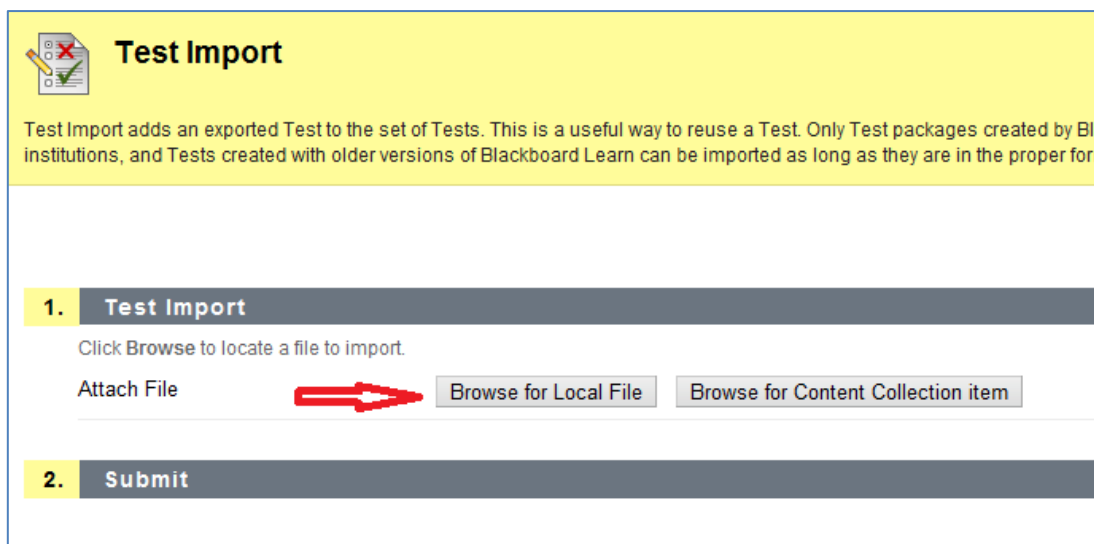 Test Import
Test Import adds an exported Test to the set of Tests. This is a useful way to reuse a Test. Only Test packages created by
institutions, and Tests created with older versions of Blackboard Learn can be imported as long as they are in the proper
1. Test Import
Click Browse to locate a file to import.
Attach File Browse for Local File Browse for Content Collection item
2. Submit